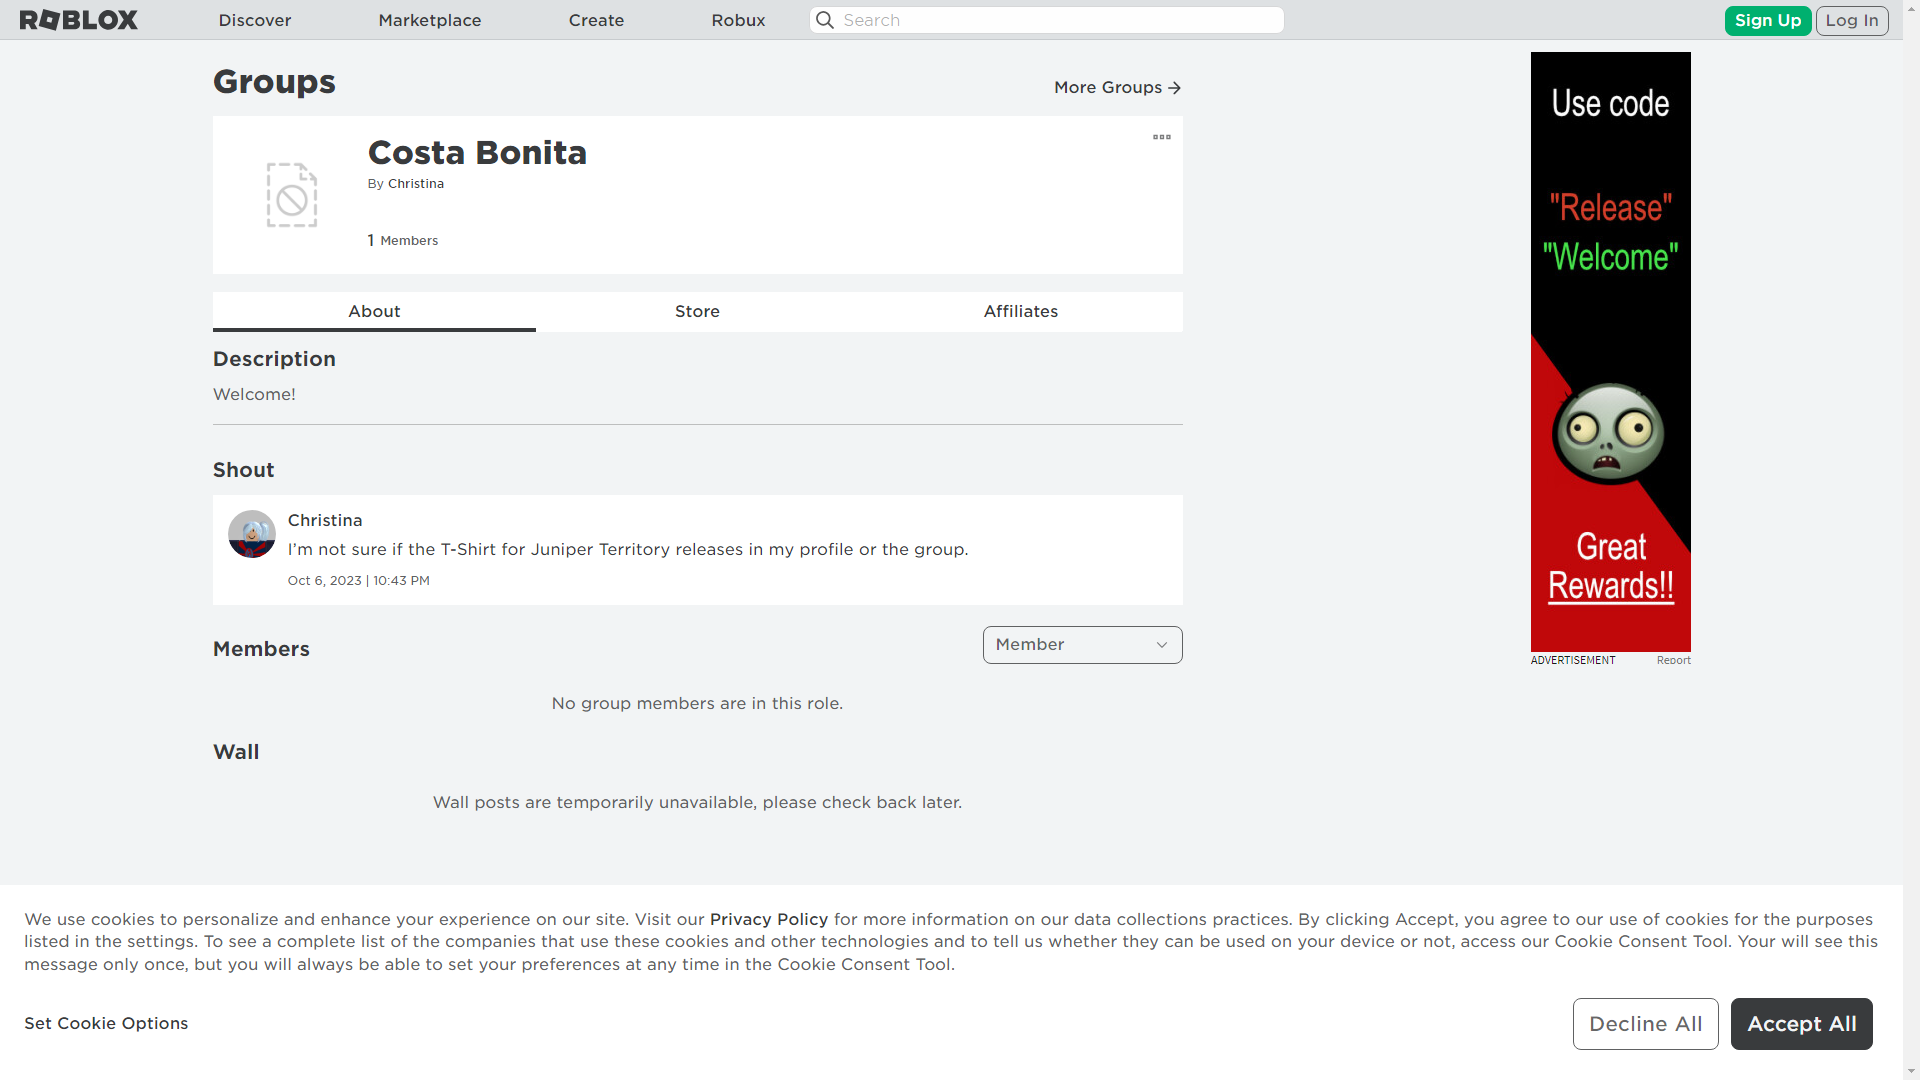 ROBLOX
Discover
Marketplace
Create
Robux
Search
Sign Up
Log In
Groups
More Groups →
Costa Bonita
By Christina
1 Members
About
Store
Affiliates
Description
Welcome!
Shout
Christina
I’m not sure if the T-Shirt for Juniper Territory releases in my profile or the group.
Oct 6, 2023 | 10:43 PM
Members
Member
No group members are in this role.
Wall
Wall posts are temporarily unavailable, please check back later.
Use code
"Release"
"Welcome"
Great
Rewards!!
ADVERTISEMENT
Report
We use cookies to personalize and enhance your experience on our site. Visit our Privacy Policy for more information on our data collections practices. By clicking Accept, you agree to our use of cookies for the purposes
listed in the settings. To see a complete list of the companies that use these cookies and other technologies and to tell us whether they can be used on your device or not, access our Cookie Consent Tool. Your will see this
message only once, but you will always be able to set your preferences at any time in the Cookie Consent Tool.
Set Cookie Options
Decline All
Accept All